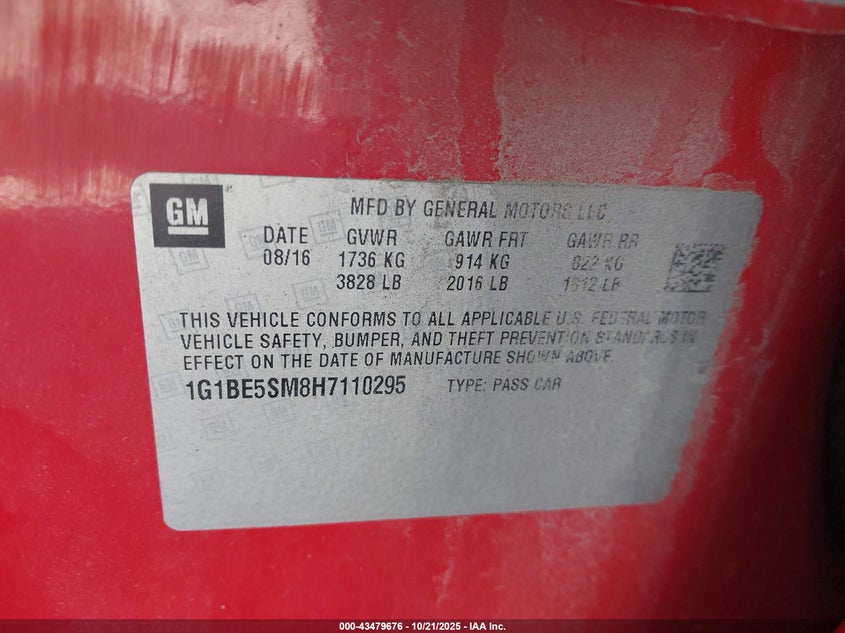 GM
MFD BY GENERAL MOTORS LLC
DATE GVWR GAWR FRT GAWR RR
08/16 1736 KG 914 KG 822 KG
3828 LB 2016 LB 1812 LB
THIS VEHICLE CONFORMS TO ALL APPLICABLE U.S. FEDERAL MOTOR
VEHICLE SAFETY, BUMPER, AND THEFT PREVENTION STANDARDS IN
EFFECT ON THE DATE OF MANUFACTURE SHOWN ABOVE.
1G1BE5SM8H7110295 TYPE: PASS CAR
000-43479676 - 10/21/2025 - IAA Inc.